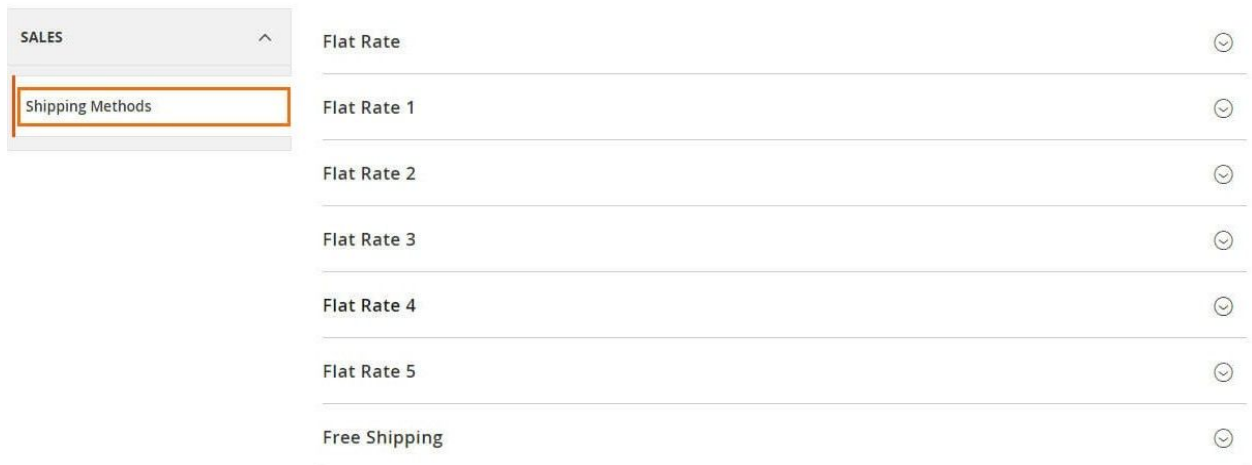 SALES
Shipping Methods
Flat Rate
Flat Rate 1
Flat Rate 2
Flat Rate 3
Flat Rate 4
Flat Rate 5
Free Shipping